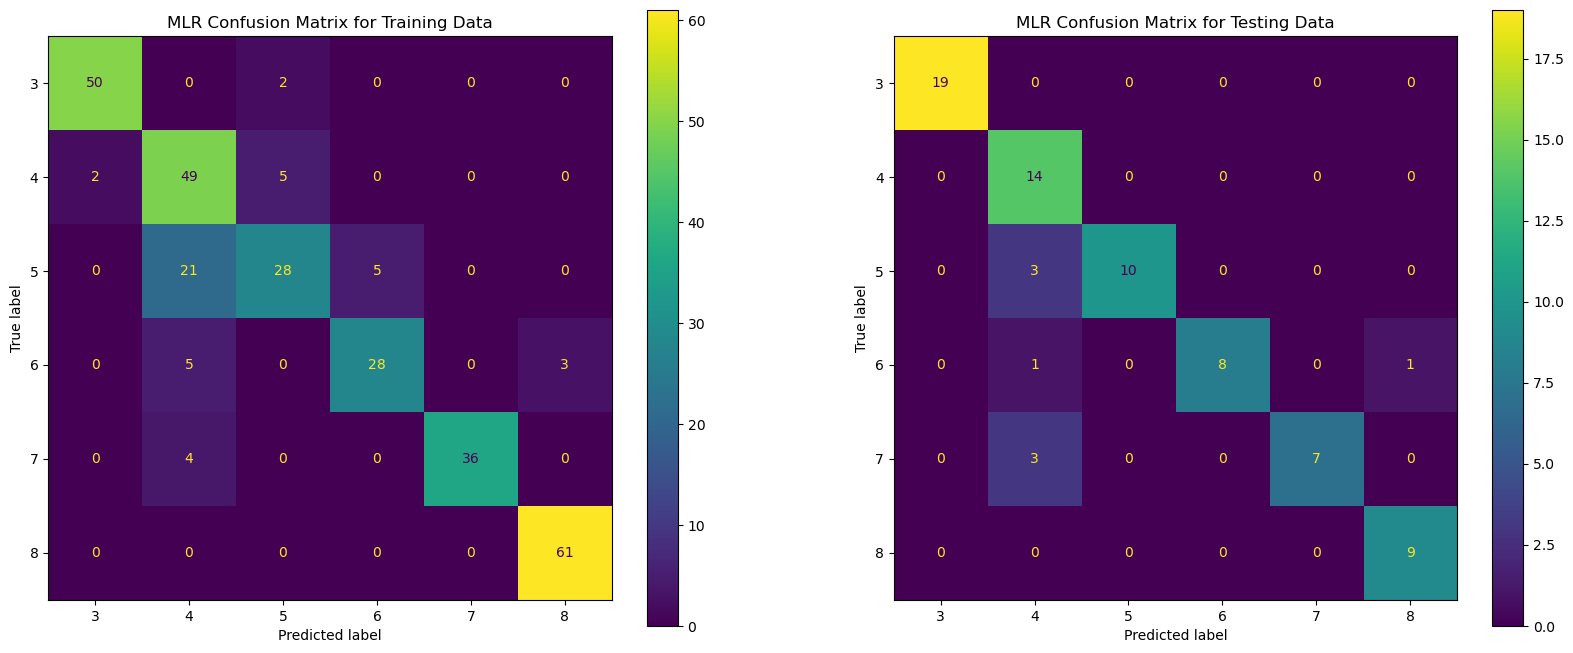 MLR Confusion Matrix for Training Data
60
50
40
30
20
10
0
True label
3 50 0 2 0 0 0
4 2 49 5 0 0 0
5 0 21 28 5 0 0
6 0 5 0 28 0 3
7 0 4 0 0 36 0
8 0 0 0 0 0 61
3 4 5 6 7 8
Predicted label
MLR Confusion Matrix for Testing Data
17.5
15.0
12.5
10.0
7.5
5.0
2.5
0.0
True label
3 19 0 0 0 0 0
4 0 14 0 0 0 0
5 0 3 10 0 0 0
6 0 1 0 8 0 1
7 0 3 0 0 7 0
8 0 0 0 0 0 9
3 4 5 6 7 8
Predicted label